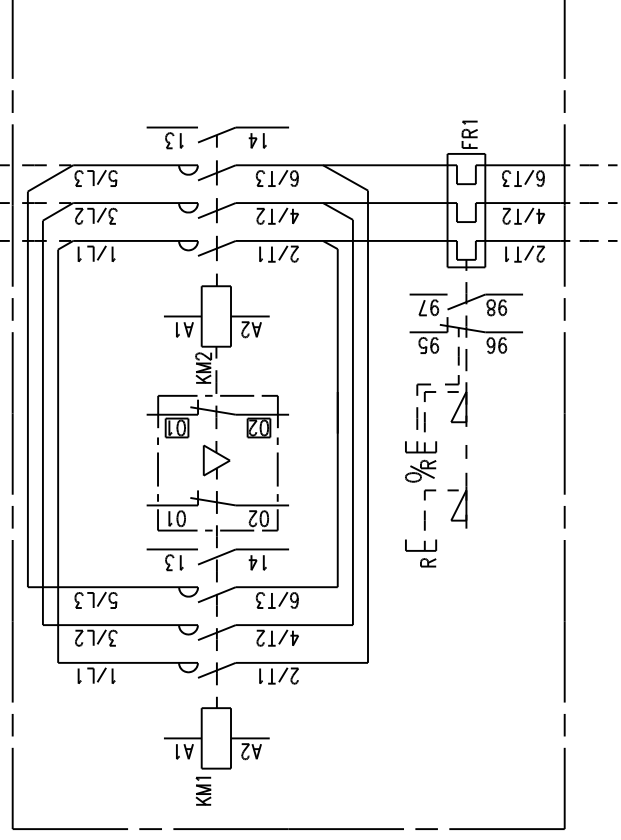 13 14
FR1
5/L3 6/T3 6/T3
3/L2 4/T2 4/T2
1/L1 2/T1 2/T1
97 98
A1 A2
95 96
KM2
01 02
%R
01 02
13 14
R
5/L3 6/T3
3/L2 4/T2
1/L1 2/T1
A1 A2
KM1